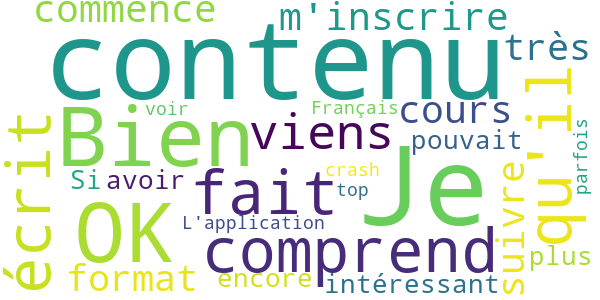 commence
m'inscrire
contenu
très
Bien
voir
Français
cours
viens
pouvait
qu'il
parfois
écrit
Si
avoir
fait
crash
top
Je
suivre
OK
L'application
comprend
plus
format
encore
intéressant